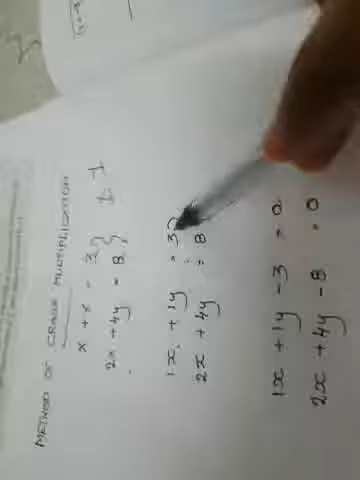 METHOD OF CROSS MULTIPLICATION
x + x = 3 }
2x + 4y = 8 }
1x + 1y = 3
2x + 4y = 8
1x + 1y - 3 = 0
2x + 4y - 8 = 0